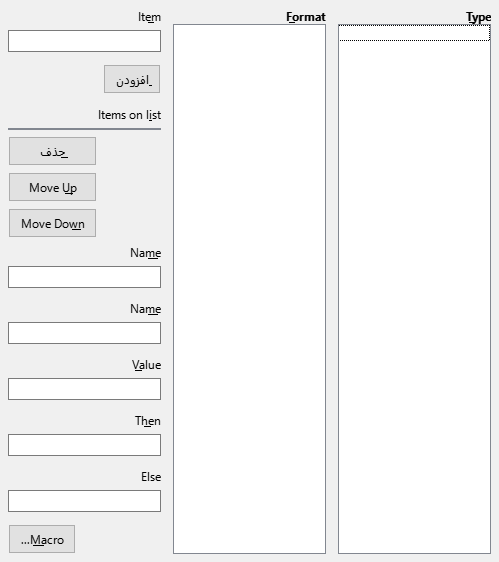 Type
Format
Item
افزودن
Items on list
حذف
Move Up
Move Down
Name
Name
Value
Then
Else
...Macro